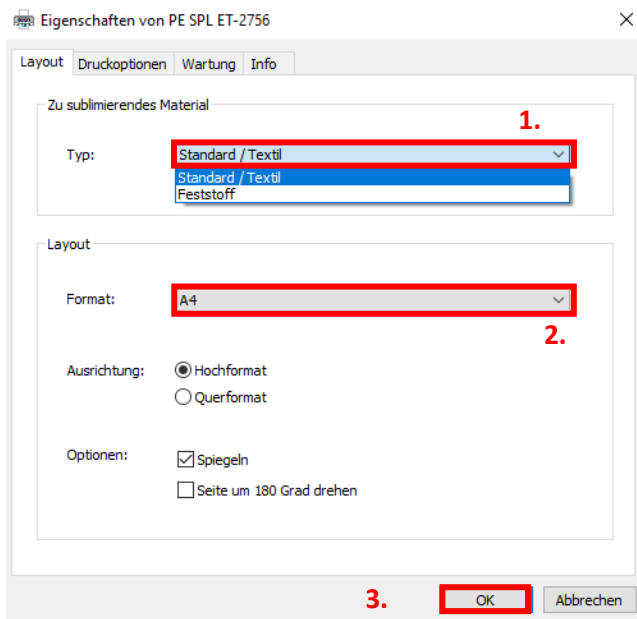 Eigenschaften von PE SPL ET-2756
Layout Druckoptionen Wartung Info
Zu sublimierendes Material
1.
Typ: Standard / Textil
Standard / Textil
Feststoff
Layout
Format: A4
2.
Ausrichtung: Hochformat
Querformat
Optionen: Spiegeln
Seite um 180 Grad drehen
3. OK Abbrechen